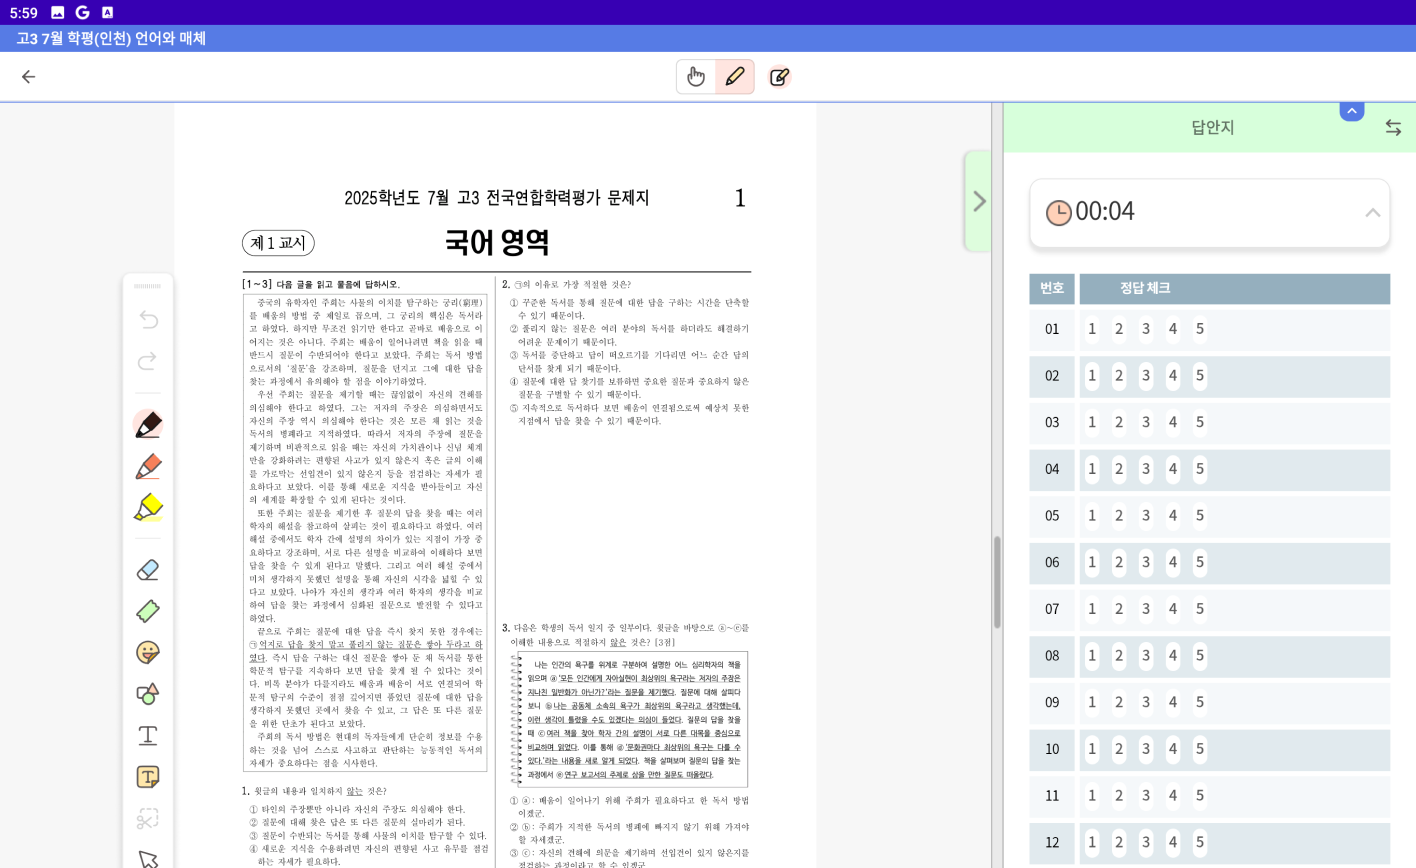 5:59
고3 7월 학평(인천) 언어와 매체
답안지
00:04
번호 정답 체크
01 1 2 3 4 5
02 1 2 3 4 5
03 1 2 3 4 5
04 1 2 3 4 5
05 1 2 3 4 5
06 1 2 3 4 5
07 1 2 3 4 5
08 1 2 3 4 5
09 1 2 3 4 5
10 1 2 3 4 5
11 1 2 3 4 5
12 1 2 3 4 5
2025학년도 7월 고3 전국연합학력평가 문제지 1
제 1 교시
국어 영역
[1~3] 다음 글을 읽고 물음에 답하시오.
중국의 유학자인 주희는 사물의 이치를 탐구하는 궁리(窮理)
를 배움의 방법 중 제일로 꼽으며, 그 궁리의 핵심은 독서라
고 하였다. 하지만 무조건 읽기만 한다고 곧바로 배움으로 이
어지는 것은 아니다. 주희는 배움이 일어나려면 책을 읽을 때
반드시 질문이 수반되어야 한다고 보았다. 주희는 독서 방법
으로서의 '질문'을 강조하며, 질문을 던지고 그에 대한 답을
찾는 과정에서 유의해야 할 점을 이야기하였다.
우선 주희는 질문을 제기할 때는 끊임없이 자신의 견해를
의심해야 한다고 하였다. 그는 저자의 주장은 의심하면서도
자신의 주장 역시 의심해야 한다는 것은 모른 채 읽는 것을
독서의 병폐라고 지적하였다. 따라서 저자의 주장에 질문을
제기하며 비판적으로 읽을 때는 자신의 가치관이나 신념 체계
만을 강화하려는 편향된 사고가 있지 않은지 혹은 글의 이해
를 가로막는 선입견이 있지 않은지 등을 점검하는 자세가 필
요하다고 보았다. 이를 통해 새로운 지식을 받아들이고 자신
의 세계를 확장할 수 있게 된다는 것이다.
또한 주희는 질문을 제기한 후 질문의 답을 찾을 때는 여러
학자의 해설을 참고하여 살피는 것이 필요하다고 하였다. 여러
해설 중에서도 학자 간에 설명의 차이가 있는 지점이 가장 중
요하다고 강조하며, 서로 다른 설명을 비교하여 이해하다 보면
답을 찾을 수 있게 된다고 말했다. 그리고 여러 해설 중에서
미처 생각하지 못했던 설명을 통해 자신의 시각을 넓힐 수 있
다고 보았다. 나아가 자신의 생각과 여러 학자의 생각을 비교
하여 답을 찾는 과정에서 심화된 질문으로 발전할 수 있다고
하였다.
끝으로 주희는 질문에 대한 답을 즉시 찾지 못한 경우에는
㉠억지로 답을 찾지 말고 풀리지 않는 질문은 쌓아 두라고 하
였다. 즉시 답을 구하는 대신 질문을 쌓아 둔 채 독서를 통한
학문적 탐구를 지속하다 보면 답을 찾게 될 수 있다는 것이
다. 비록 분야가 다를지라도 배움과 배움이 서로 연결되어 학
문적 탐구의 수준이 점점 깊어지면 품었던 질문에 대한 답을
생각하지 못했던 곳에서 찾을 수 있고, 그 답은 또 다른 질문
을 위한 단초가 된다고 보았다.
주희의 독서 방법은 현대의 독자들에게 단순히 정보를 수용
하는 것을 넘어 스스로 사고하고 판단하는 능동적인 독서의
자세가 중요하다는 점을 시사한다.
1. 윗글의 내용과 일치하지 않는 것은?
① 타인의 주장뿐만 아니라 자신의 주장도 의심해야 한다.
② 질문에 대해 찾은 답은 또 다른 질문의 실마리가 된다.
③ 질문이 수반되는 독서를 통해 사물의 이치를 탐구할 수 있다.
④ 새로운 지식을 수용하려면 자신의 편향된 사고 유무를 점검
하는 자세가 필요하다.
2. ㉠의 이유로 가장 적절한 것은?
① 꾸준한 독서를 통해 질문에 대한 답을 구하는 시간을 단축할
수 있기 때문이다.
② 풀리지 않는 질문은 여러 분야의 독서를 하더라도 해결하기
어려운 문제이기 때문이다.
③ 독서를 중단하고 답이 떠오르기를 기다리면 어느 순간 답의
단서를 찾게 되기 때문이다.
④ 질문에 대한 답 찾기를 보류하면 중요한 질문과 중요하지 않은
질문을 구별할 수 있기 때문이다.
⑤ 지속적으로 독서하다 보면 배움이 연결됨으로써 예상치 못한
지점에서 답을 찾을 수 있기 때문이다.
3. 다음은 학생의 독서 일지 중 일부이다. 윗글을 바탕으로 ⓐ~ⓔ를
이해한 내용으로 적절하지 않은 것은? [3점]
나는 인간의 욕구를 위계로 구분하여 설명한 어느 심리학자의 책을
읽으며 ⓐ'모든 인간에게 자아실현이 최상위의 욕구라는 저자의 주장은
지나친 일반화가 아닌가?'라는 질문을 제기했다. 질문에 대해 살피다
보니 ⓑ나는 공동체 소속의 욕구가 최상위의 욕구라고 생각했는데,
이런 생각이 틀렸을 수도 있겠다는 의심이 들었다. 질문의 답을 찾을
때 ⓒ여러 책을 찾아 학자 간의 설명이 서로 다른 대목을 중심으로
비교하며 읽었다. 이를 통해 ⓓ'문화권마다 최상위의 욕구는 다를 수
있다.'라는 내용을 새로 알게 되었다. 책을 살펴보며 질문의 답을 찾는
과정에서 ⓔ연구 보고서의 주제로 삼을 만한 질문도 떠올랐다.
① ⓐ: 배움이 일어나기 위해 주희가 필요하다고 한 독서 방법
이겠군.
② ⓑ: 주희가 지적한 독서의 병폐에 빠지지 않기 위해 가져야
할 자세겠군.
③ ⓒ: 자신의 견해에 의문을 제기하며 선입견이 있지 않은지를
점검하는 과정이라고 할 수 있겠군.